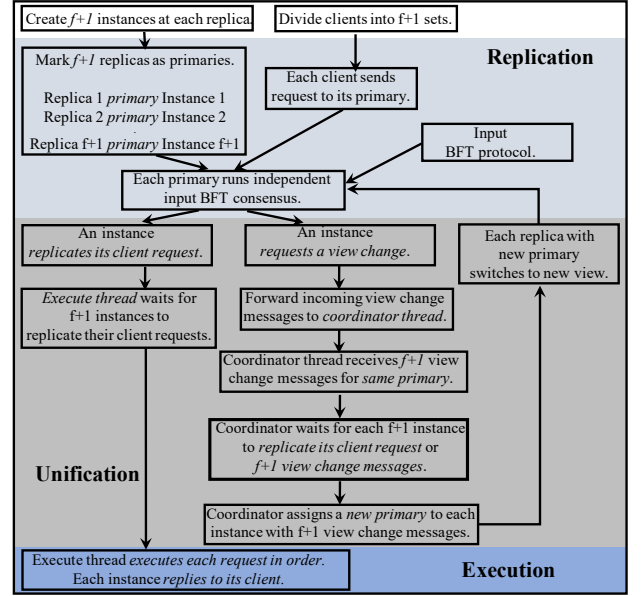 Create f+1 instances at each replica.
Divide clients into f+1 sets.
Mark f+1 replicas as primaries.
Replica 1 primary Instance 1
Replica 2 primary Instance 2
.
Replica f+1 primary Instance f+1
Replication
Each client sends
request to its primary.
Input
BFT protocol.
Each primary runs independent
input BFT consensus.
An instance
replicates its client request.
An instance
requests a view change.
Each replica with
new primary
switches to new view.
Execute thread waits for
f+1 instances to
replicate their client requests.
Forward incoming view change
messages to coordinator thread.
Coordinator thread receives f+1 view
change messages for same primary.
Coordinator waits for each f+1 instance
to replicate its client request or
f+1 view change messages.
Unification
Coordinator assigns a new primary to each
instance with f+1 view change messages.
Execute thread executes each request in order.
Each instance replies to its client.
Execution